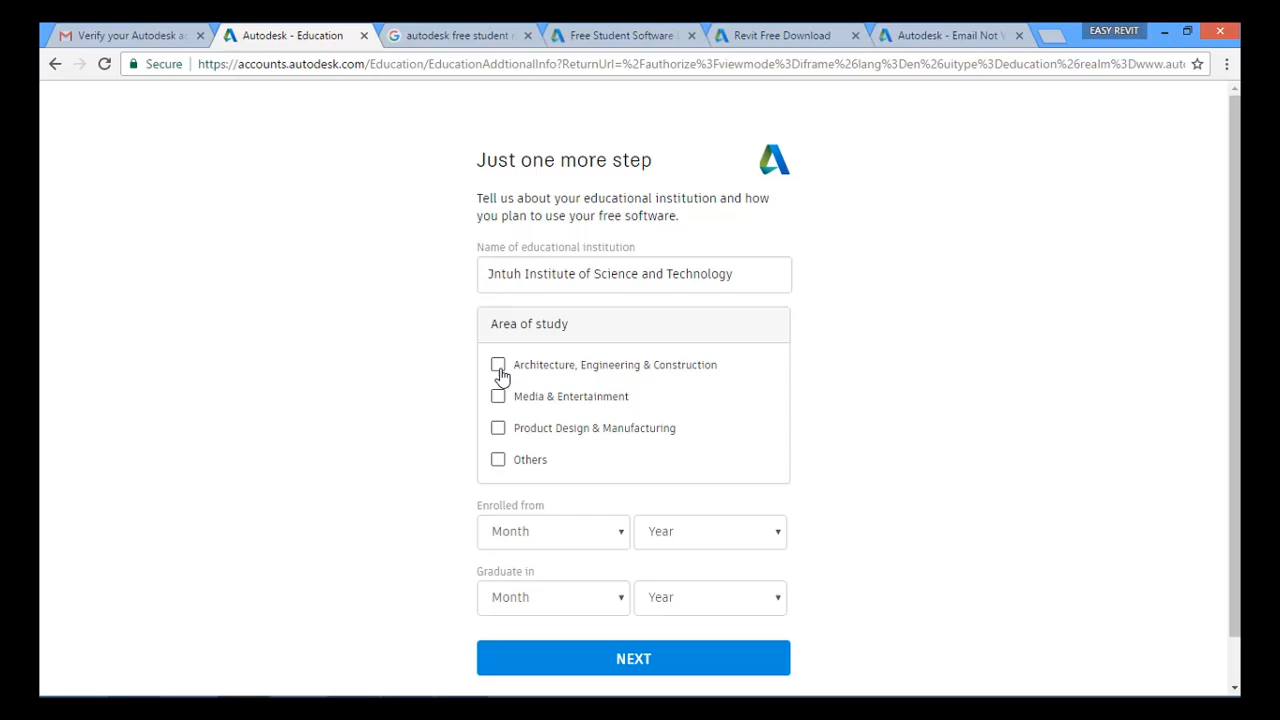 Verify your Autodesk ac
Autodesk - Education
autodesk free student
Free Student Software
Revit Free Download
Autodesk - Email Not V
EASY REVIT
Secure
https://accounts.autodesk.com/Education/EducationAddtionalInfo?ReturnUrl=%2Fauthorize%3Fviewmode%3Diframe%26lang%3Den%26uitype%3Deducation%26realm%3Dwww.auto
Just one more step
Tell us about your educational institution and how
you plan to use your free software.
Name of educational institution
Jntuh Institute of Science and Technology
Area of study
Architecture, Engineering & Construction
Media & Entertainment
Product Design & Manufacturing
Others
Enrolled from
Month
Year
Graduate in
Month
Year
NEXT